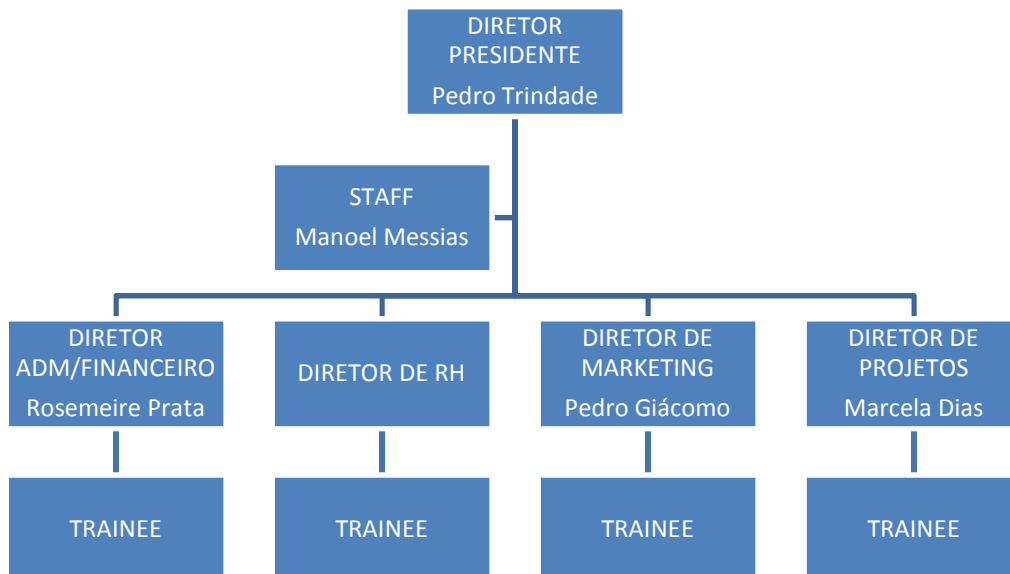 DIRETOR
PRESIDENTE
Pedro Trindade
STAFF
Manoel Messias
DIRETOR
ADM/FINANCEIRO
Rosemeire Prata
DIRETOR DE RH
DIRETOR DE
MARKETING
Pedro Giácomo
DIRETOR DE
PROJETOS
Marcela Dias
TRAINEE
TRAINEE
TRAINEE
TRAINEE